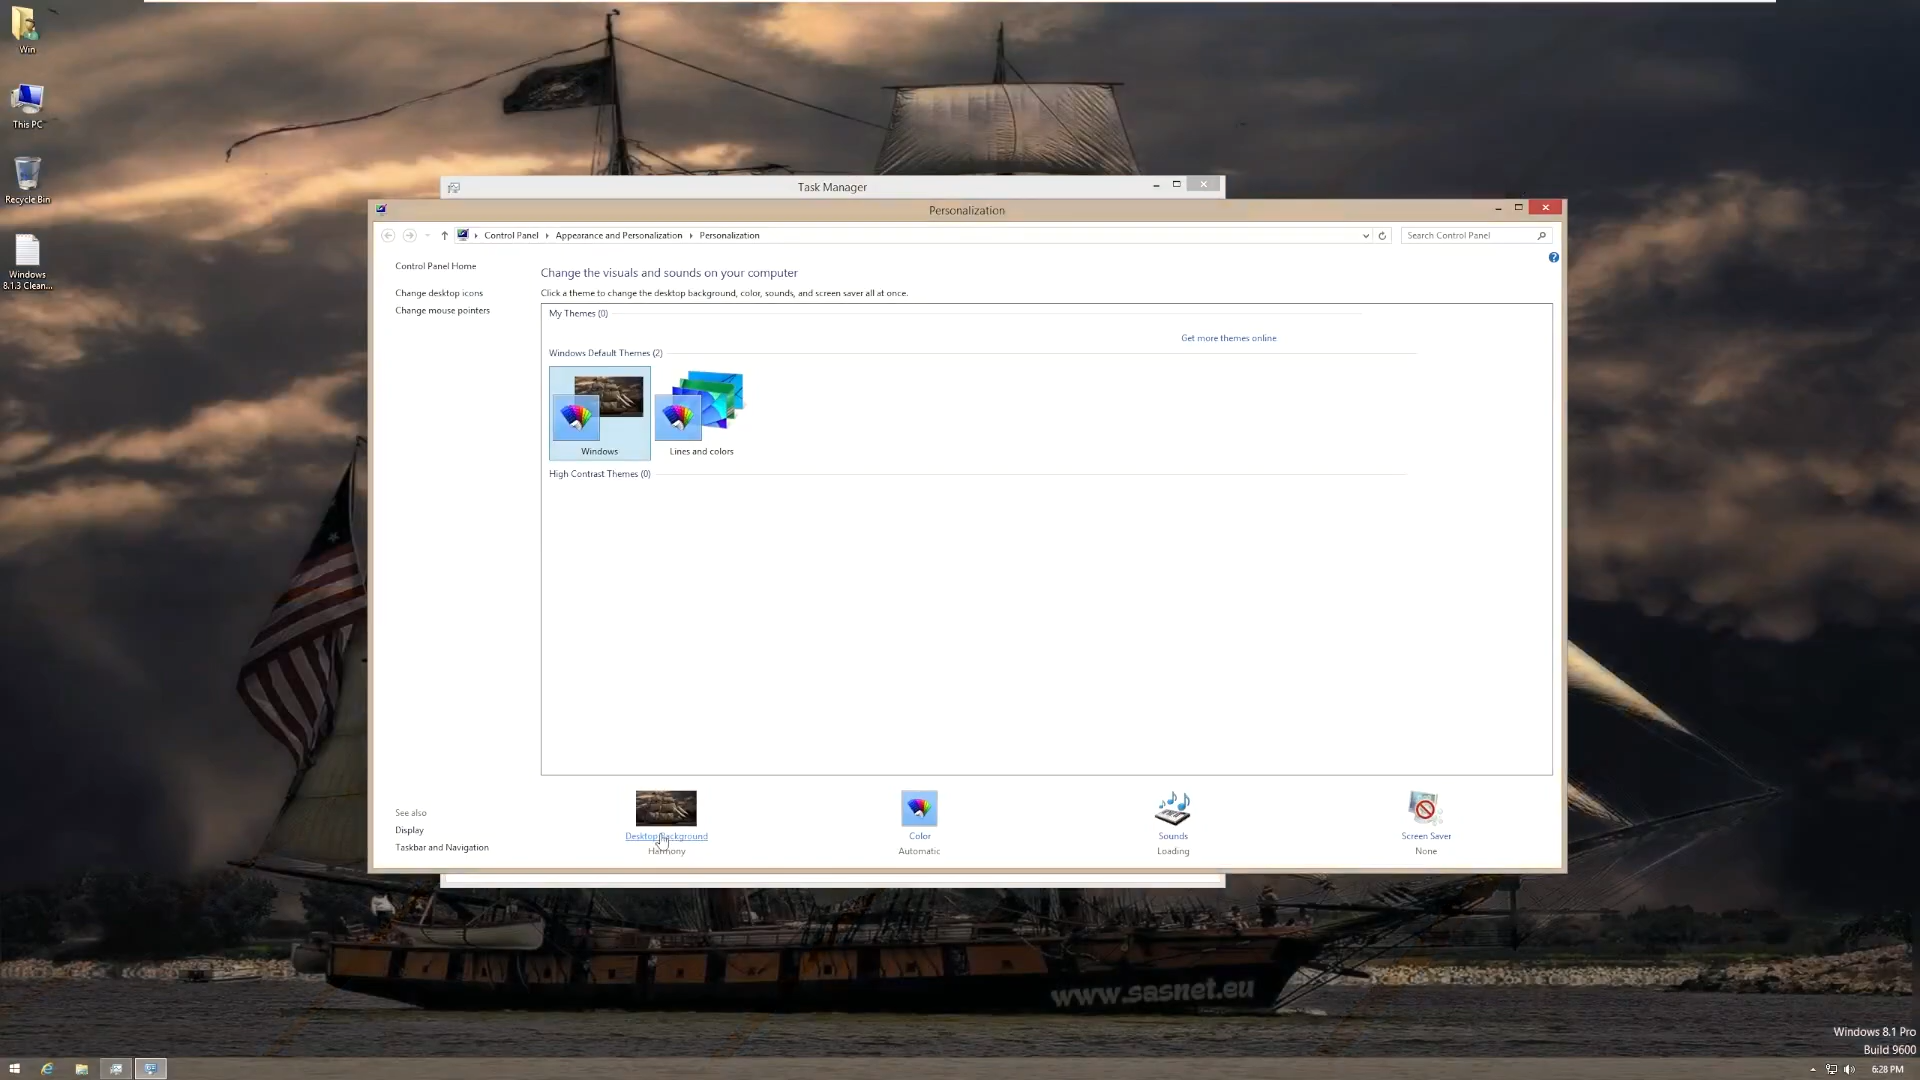 Win
This PC
Recycle Bin
Windows
8.1.3 Clean...
Task Manager
Personalization
Control Panel
Appearance and Personalization
Personalization
Search Control Panel
Control Panel Home
Change desktop icons
Change mouse pointers
Change the visuals and sounds on your computer
Click a theme to change the desktop background, color, sounds, and screen saver all at once.
My Themes (0)
Get more themes online
Windows Default Themes (2)
Windows
Lines and colors
High Contrast Themes (0)
See also
Display
Taskbar and Navigation
Desktop Background
Harmony
Color
Automatic
Sounds
Loading
Screen Saver
None
www.sasnet.eu
Windows 8.1 Pro
Build 9600
6:28 PM